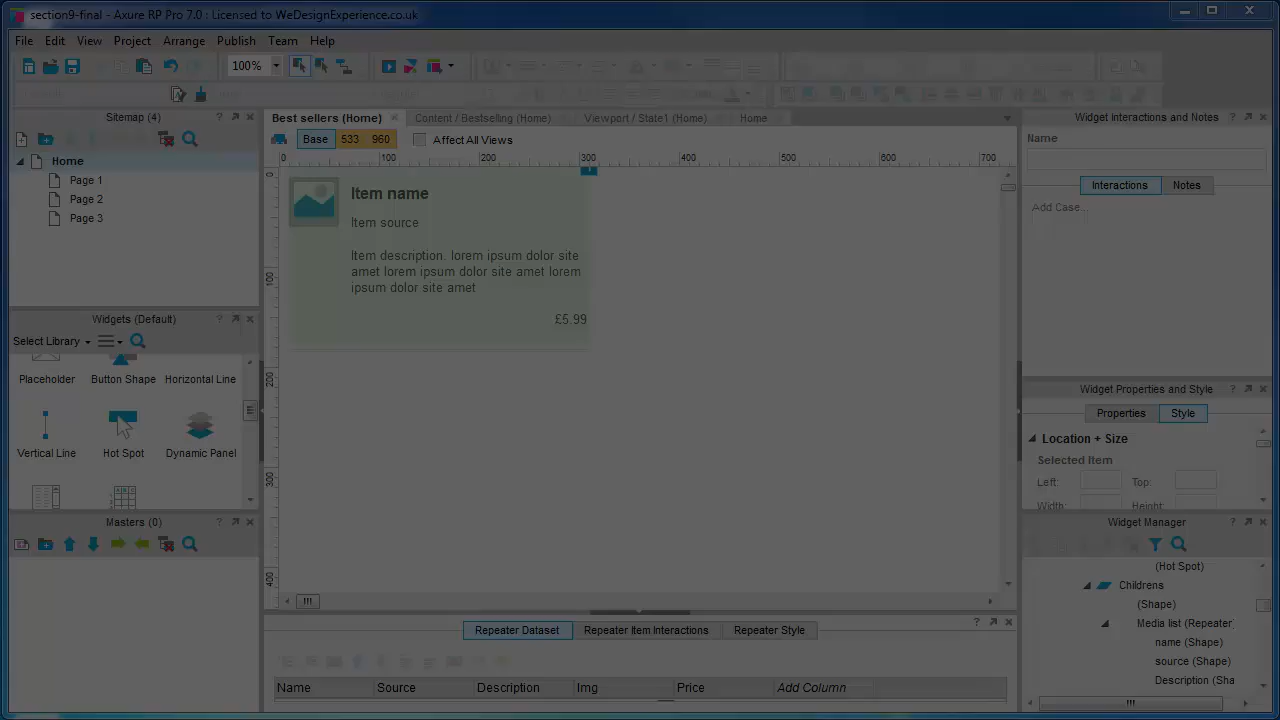 section9-final - Axure RP Pro 7.0 : Licensed to WeDesignExperience.co.uk
File Edit View Project Arrange Publish Team Help
100%
Sitemap (4)
Home
Page 1
Page 2
Page 3
Widgets (Default)
Select Library
Placeholder Button Shape Horizontal Line
Vertical Line Hot Spot Dynamic Panel
Masters (0)
Best sellers (Home) Content / Bestselling (Home) Viewport / State1 (Home) Home
Base 533 960 Affect All Views
0 100 200 300 400 500 600 700
0
100
200
300
400
Item name
Item source
Item description. lorem ipsum dolor site
amet lorem ipsum dolor site amet lorem
ipsum dolor site amet
£5.99
Repeater Dataset Repeater Item Interactions Repeater Style
Name Source Description Img Price Add Column
Widget Interactions and Notes
Name
Interactions Notes
Add Case...
Widget Properties and Style
Properties Style
Location + Size
Selected Item
Left: Top:
Width: Height:
Widget Manager
(Hot Spot)
Childrens
(Shape)
Media list (Repeater
name (Shape)
source (Shape)
Description (Sha